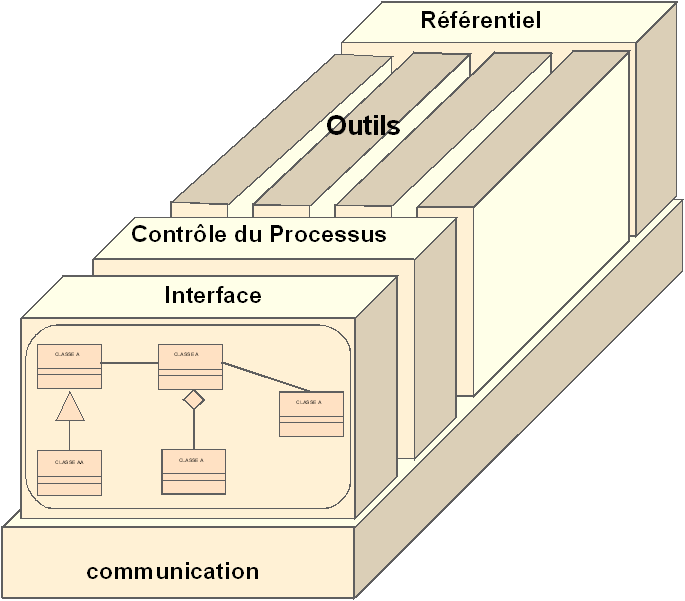 Référentiel
Outils
Contrôle du Processus
Interface
CLASSE A
CLASSE A
CLASSE A
CLASSE AA
CLASSE A
communication